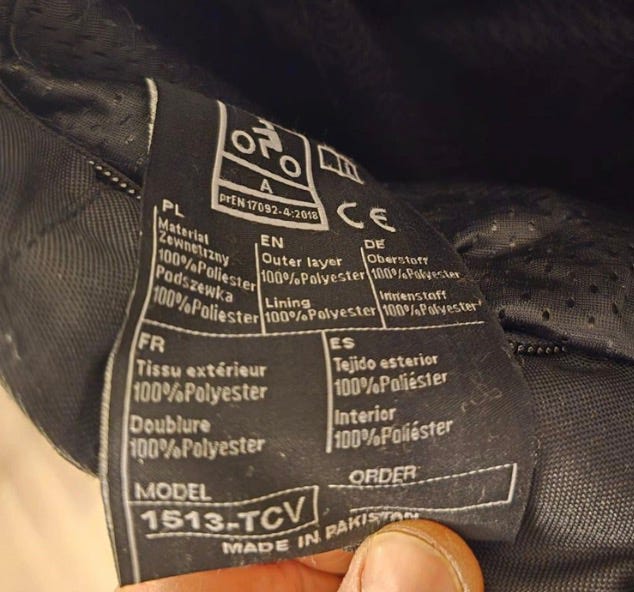 A
prEN 17092-4:2018
CE
PL
Materiał
Zewnętrzny
100%Poliester
Podszewka
100%Poliester
EN
Outer layer
100%Polyester
Lining
100%Polyester
DE
Oberstoff
100%Polyester
Innenstoff
100%Polyester
FR
Tissu extérieur
100%Polyester
Doublure
100%Polyester
ES
Tejido esterior
100%Poliéster
Interior
100%Poliéster
MODEL
1513-TCV
ORDER
MADE IN PAKISTAN